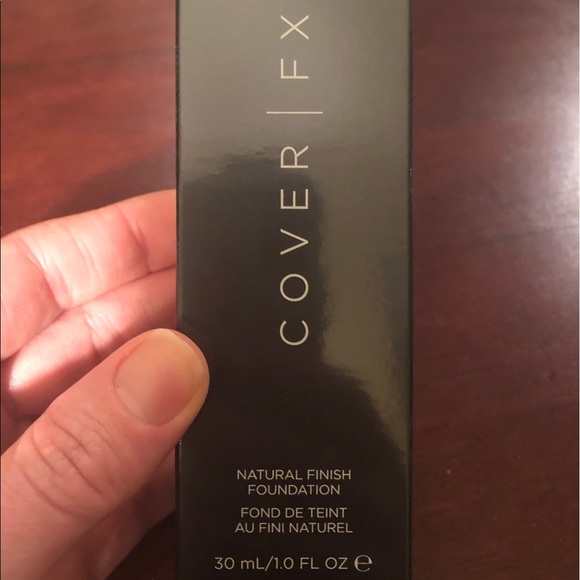 COVER | FX
NATURAL FINISH
FOUNDATION
FOND DE TEINT
AU FINI NATUREL
30 mL/1.0 FL OZ ℮